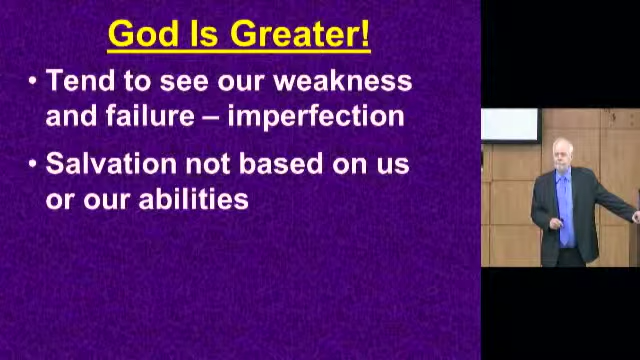 God Is Greater!
• Tend to see our weakness
and failure – imperfection
• Salvation not based on us
or our abilities